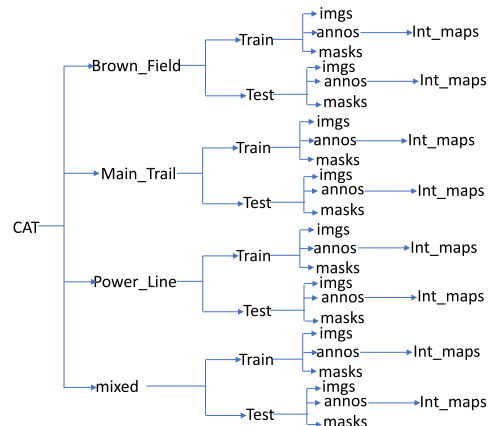 CAT
Brown_Field
Train
imgs
annos
Int_maps
masks
Test
imgs
annos
Int_maps
masks
Main_Trail
Train
imgs
annos
Int_maps
masks
Test
imgs
annos
Int_maps
masks
Power_Line
Train
imgs
annos
Int_maps
masks
Test
imgs
annos
Int_maps
masks
mixed
Train
imgs
annos
Int_maps
masks
Test
imgs
annos
Int_maps
masks